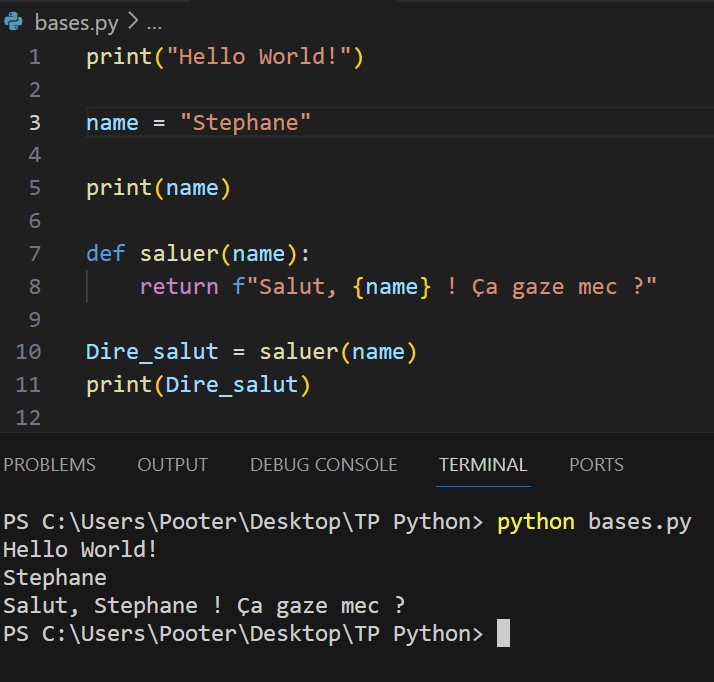 bases.py > ...
1 print("Hello World!")
2
3 name = "Stephane"
4
5 print(name)
6
7 def saluer(name):
8     return f"Salut, {name} ! Ça gaze mec ?"
9
10 Dire_salut = saluer(name)
11 print(Dire_salut)
12
PROBLEMS OUTPUT DEBUG CONSOLE TERMINAL PORTS
PS C:\Users\Pooter\Desktop\TP Python> python bases.py
Hello World!
Stephane
Salut, Stephane ! Ça gaze mec ?
PS C:\Users\Pooter\Desktop\TP Python>